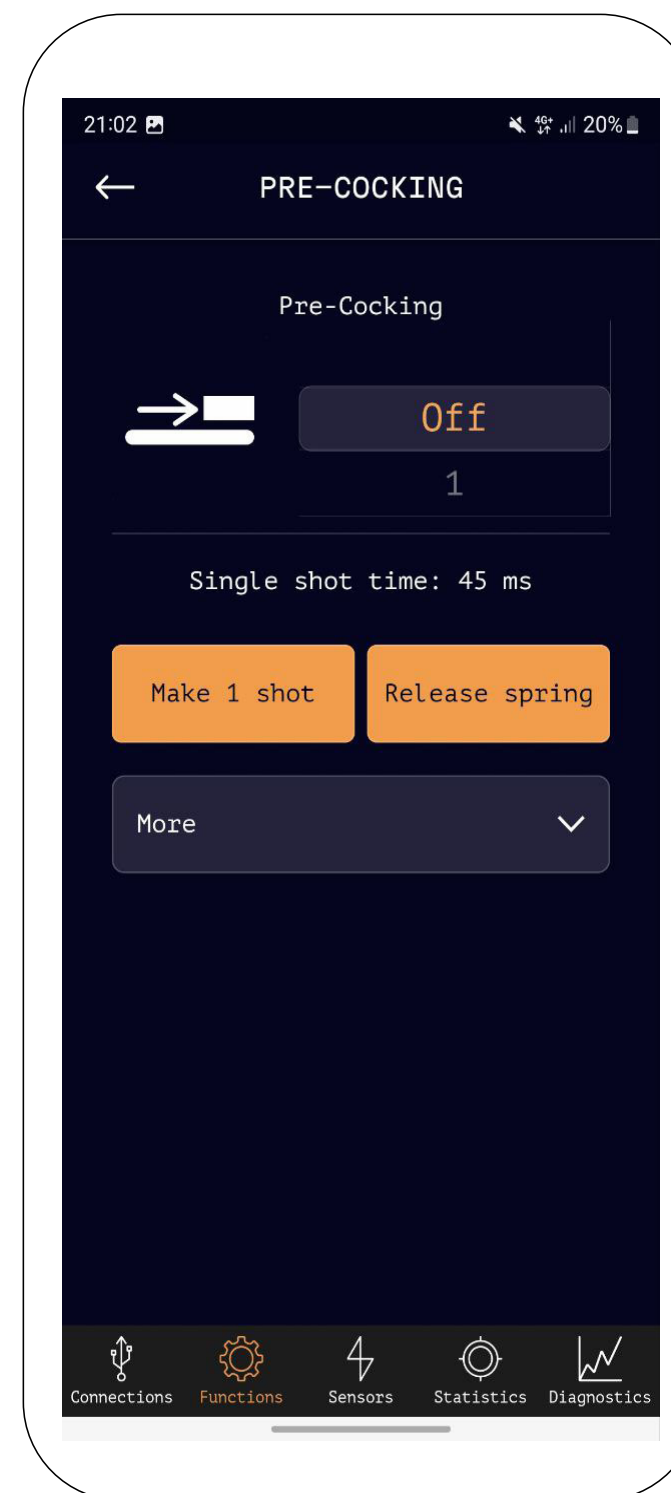 21:02 4G+ 20%
PRE-COCKING
Pre-Cocking
Off
1
Single shot time: 45 ms
Make 1 shot Release spring
More
Connections Functions Sensors Statistics Diagnostics